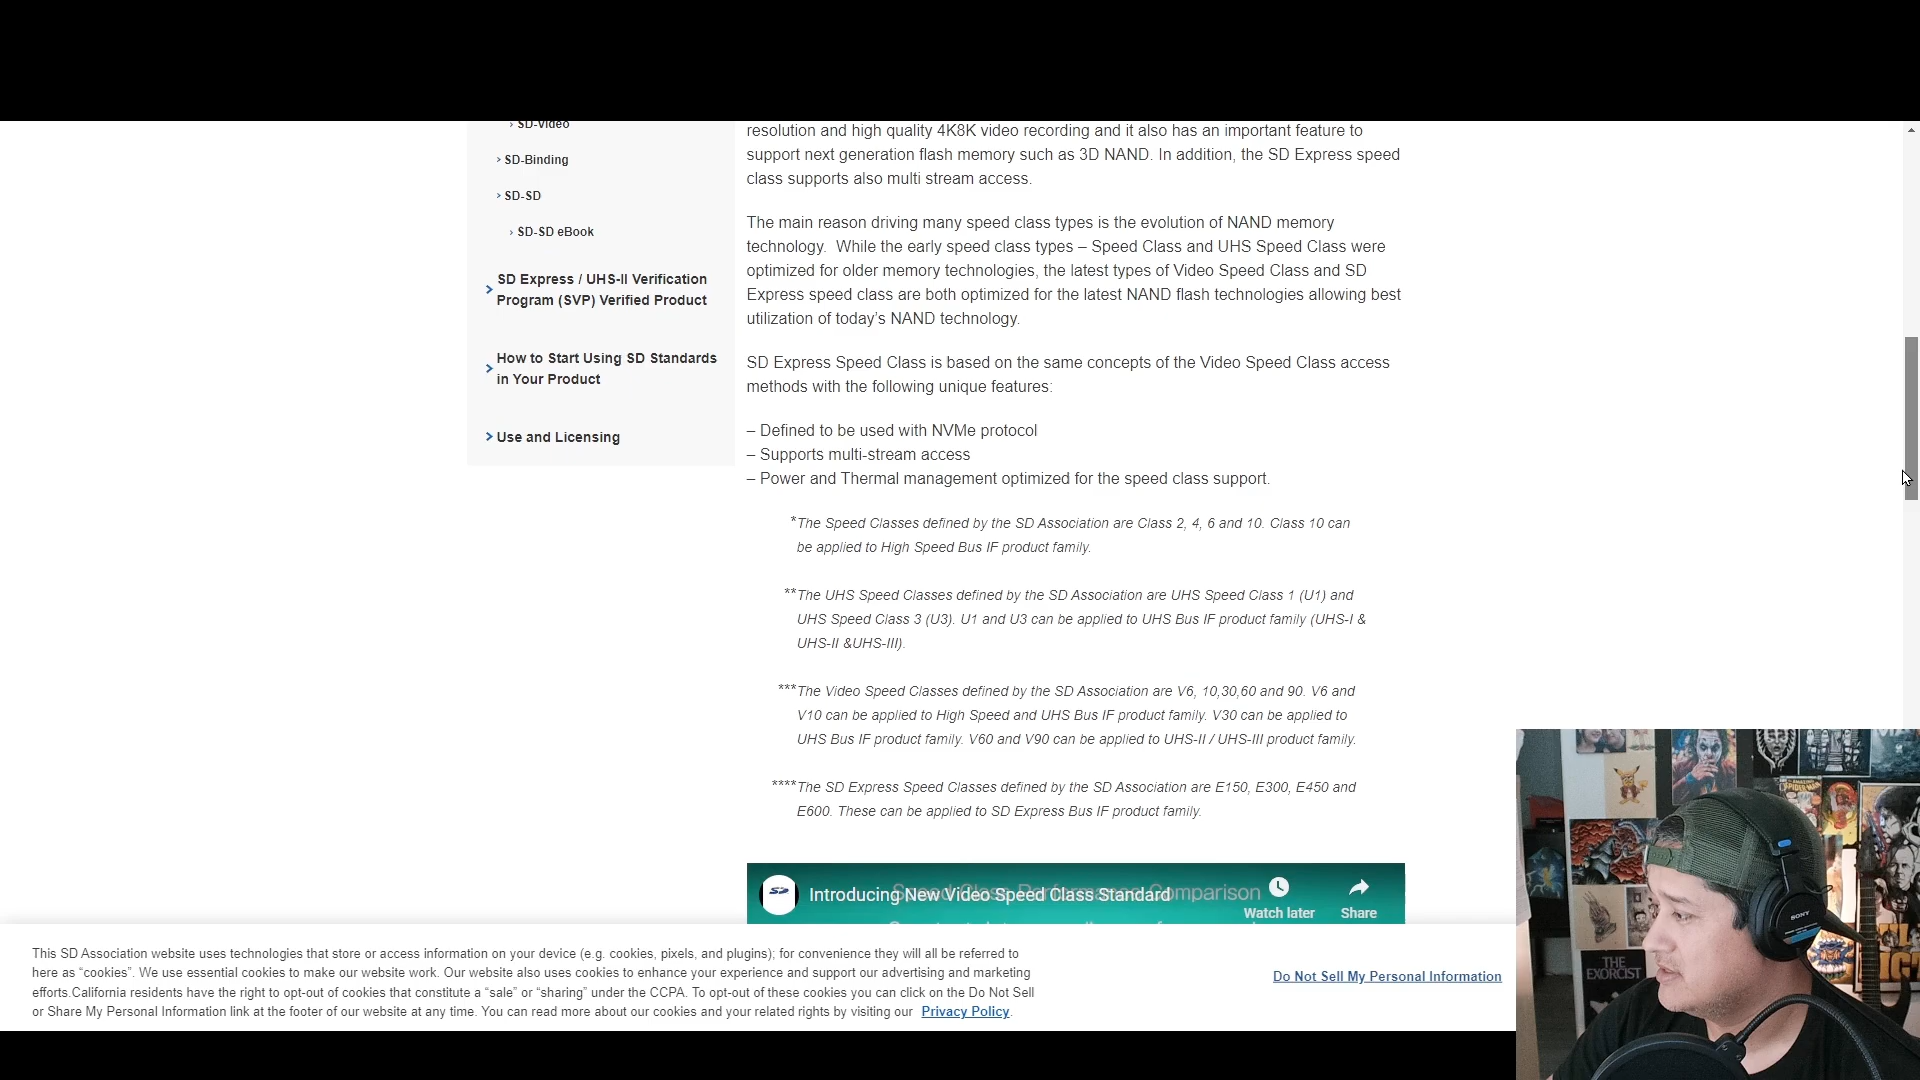 SD-Video
SD-Binding
SD-SD
SD-SD eBook
SD Express / UHS-II Verification
Program (SVP) Verified Product
How to Start Using SD Standards
in Your Product
Use and Licensing
resolution and high quality 4K8K video recording and it also has an important feature to
support next generation flash memory such as 3D NAND. In addition, the SD Express speed
class supports also multi stream access.
The main reason driving many speed class types is the evolution of NAND memory
technology.  While the early speed class types – Speed Class and UHS Speed Class were
optimized for older memory technologies, the latest types of Video Speed Class and SD
Express speed class are both optimized for the latest NAND flash technologies allowing best
utilization of today’s NAND technology.
SD Express Speed Class is based on the same concepts of the Video Speed Class access
methods with the following unique features:
– Defined to be used with NVMe protocol
– Supports multi-stream access
– Power and Thermal management optimized for the speed class support.
*The Speed Classes defined by the SD Association are Class 2, 4, 6 and 10. Class 10 can
be applied to High Speed Bus IF product family.
**The UHS Speed Classes defined by the SD Association are UHS Speed Class 1 (U1) and
UHS Speed Class 3 (U3). U1 and U3 can be applied to UHS Bus IF product family (UHS-I &
UHS-II &UHS-III).
***The Video Speed Classes defined by the SD Association are V6, 10,30,60 and 90. V6 and
V10 can be applied to High Speed and UHS Bus IF product family. V30 can be applied to
UHS Bus IF product family. V60 and V90 can be applied to UHS-II / UHS-III product family.
****The SD Express Speed Classes defined by the SD Association are E150, E300, E450 and
E600. These can be applied to SD Express Bus IF product family.
SD
Introducing New Video Speed Class Standard
Speed Class Performance Comparison
Watch later
Share
This SD Association website uses technologies that store or access information on your device (e.g. cookies, pixels, and plugins); for convenience they will all be referred to
here as “cookies”. We use essential cookies to make our website work. Our website also uses cookies to enhance your experience and support our advertising and marketing
efforts.California residents have the right to opt-out of cookies that constitute a “sale” or “sharing” under the CCPA. To opt-out of these cookies you can click on the Do Not Sell
or Share My Personal Information link at the footer of our website at any time. You can read more about our cookies and your related rights by visiting our Privacy Policy.
Do Not Sell My Personal Information
SPIDER-MAN
SONY
THE
EXORCIST